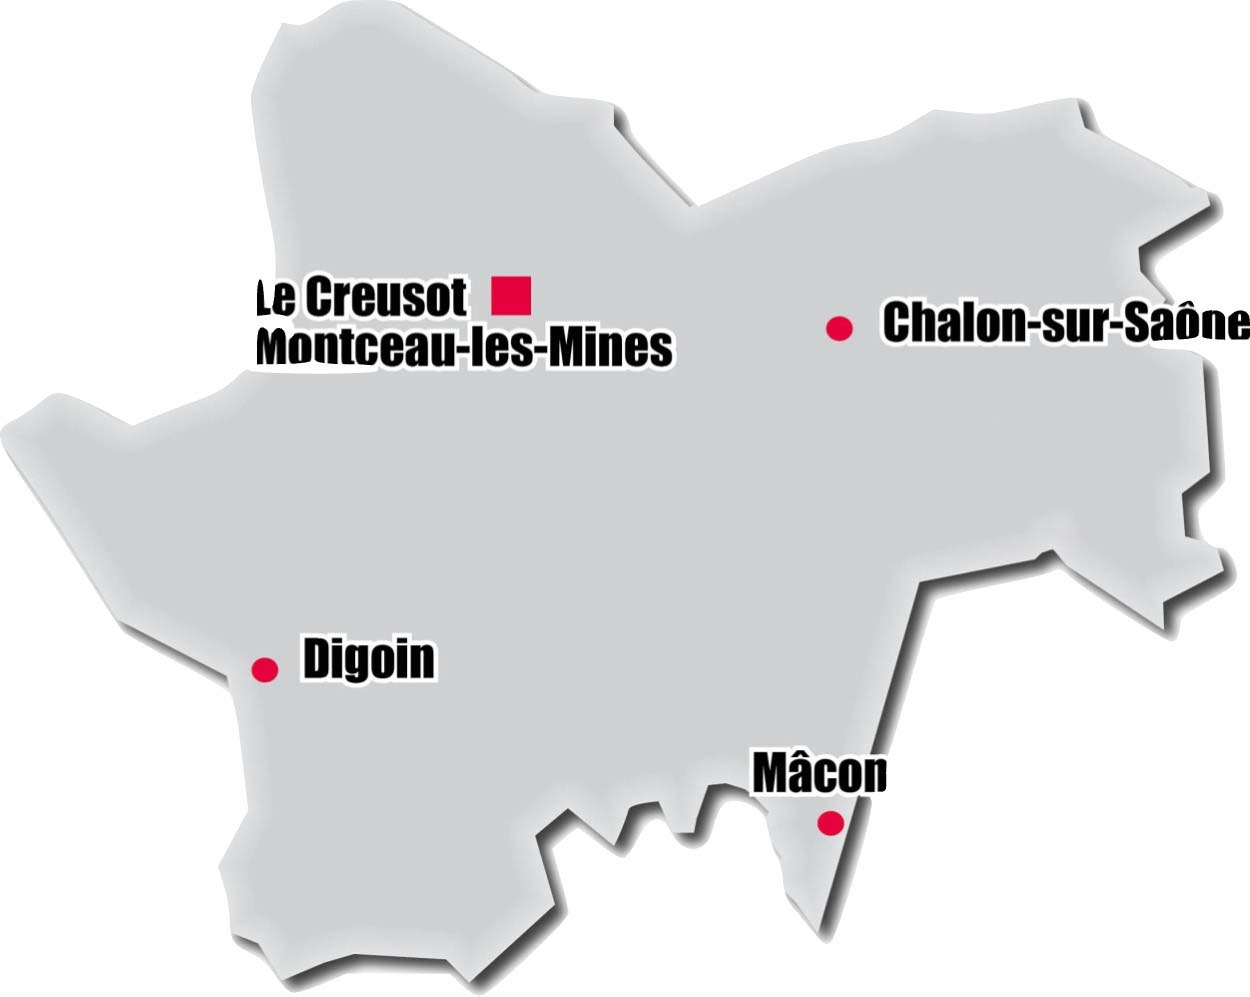 Le Creusot
Montceau-les-Mines
Chalon-sur-Saône
Digoin
Mâcon